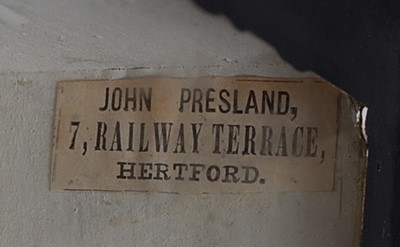 JOHN PRESLAND,
7, RAILWAY TERRACE,
HERTFORD.